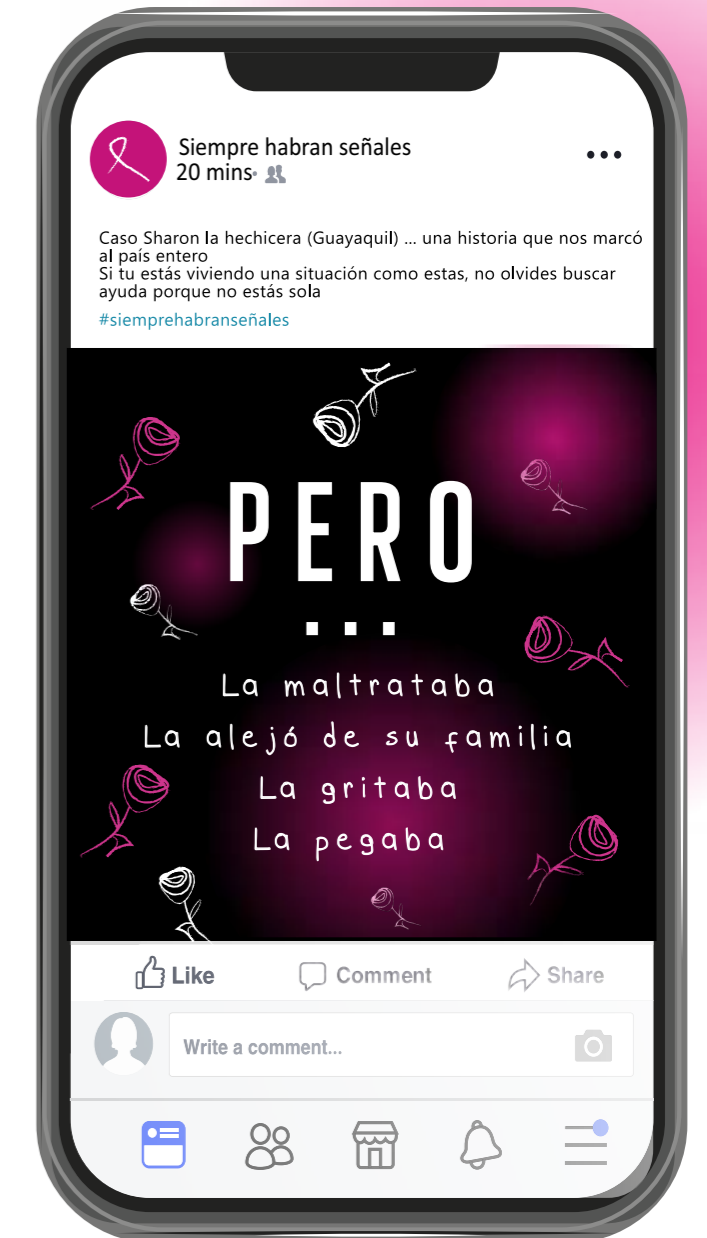 Siempre habran señales
20 mins·
Caso Sharon la hechicera (Guayaquil) ... una historia que nos marcó
al país entero
Si tu estás viviendo una situación como estas, no olvides buscar
ayuda porque no estás sola
#siemprehabranseñales
PERO
...
La maltrataba
La alejó de su familia
La gritaba
La pegaba
Like Comment Share
Write a comment...